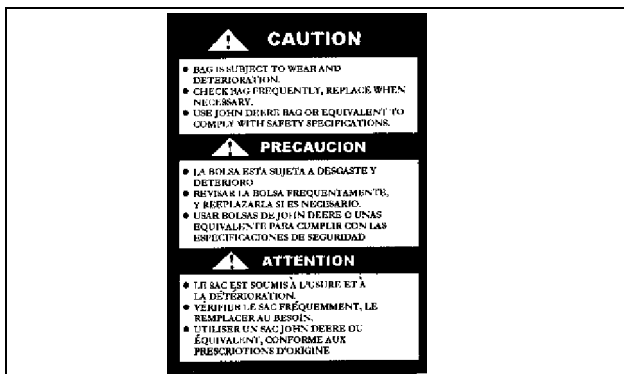 CAUTION
● BAG IS SUBJECT TO WEAR AND
DETERIORATION.
● CHECK BAG FREQUENTLY, REPLACE WHEN
NECESSARY.
● USE JOHN DEERE BAG OR EQUIVALENT TO
COMPLY WITH SAFETY SPECIFICATIONS.
PRECAUCION
● LA BOLSA ESTA SUJETA A DESGASTE Y
DETERIORO
● REVISAR LA BOLSA FREQUENTAMENTE,
Y REEPLAZARLA SI ES NECESARIO.
● USAR BOLSAS DE JOHN DEERE O UNAS
EQUIVALENTE PARA CUMPLIR CON LAS
ESPECIFICACIONES DE SEGURIDAD
ATTENTION
● LE SAC EST SOUMIS À L'USURE ET À
LA DÉTÉRIORATION.
● VÉRIFIER LE SAC FRÉQUEMMENT, LE
REMPLACER AU BESOIN.
● UTILISER UN SAC JOHN DEERE OU
ÉQUIVALENT, CONFORME AUX
PRESCRIOTIONS D'ORIGINE